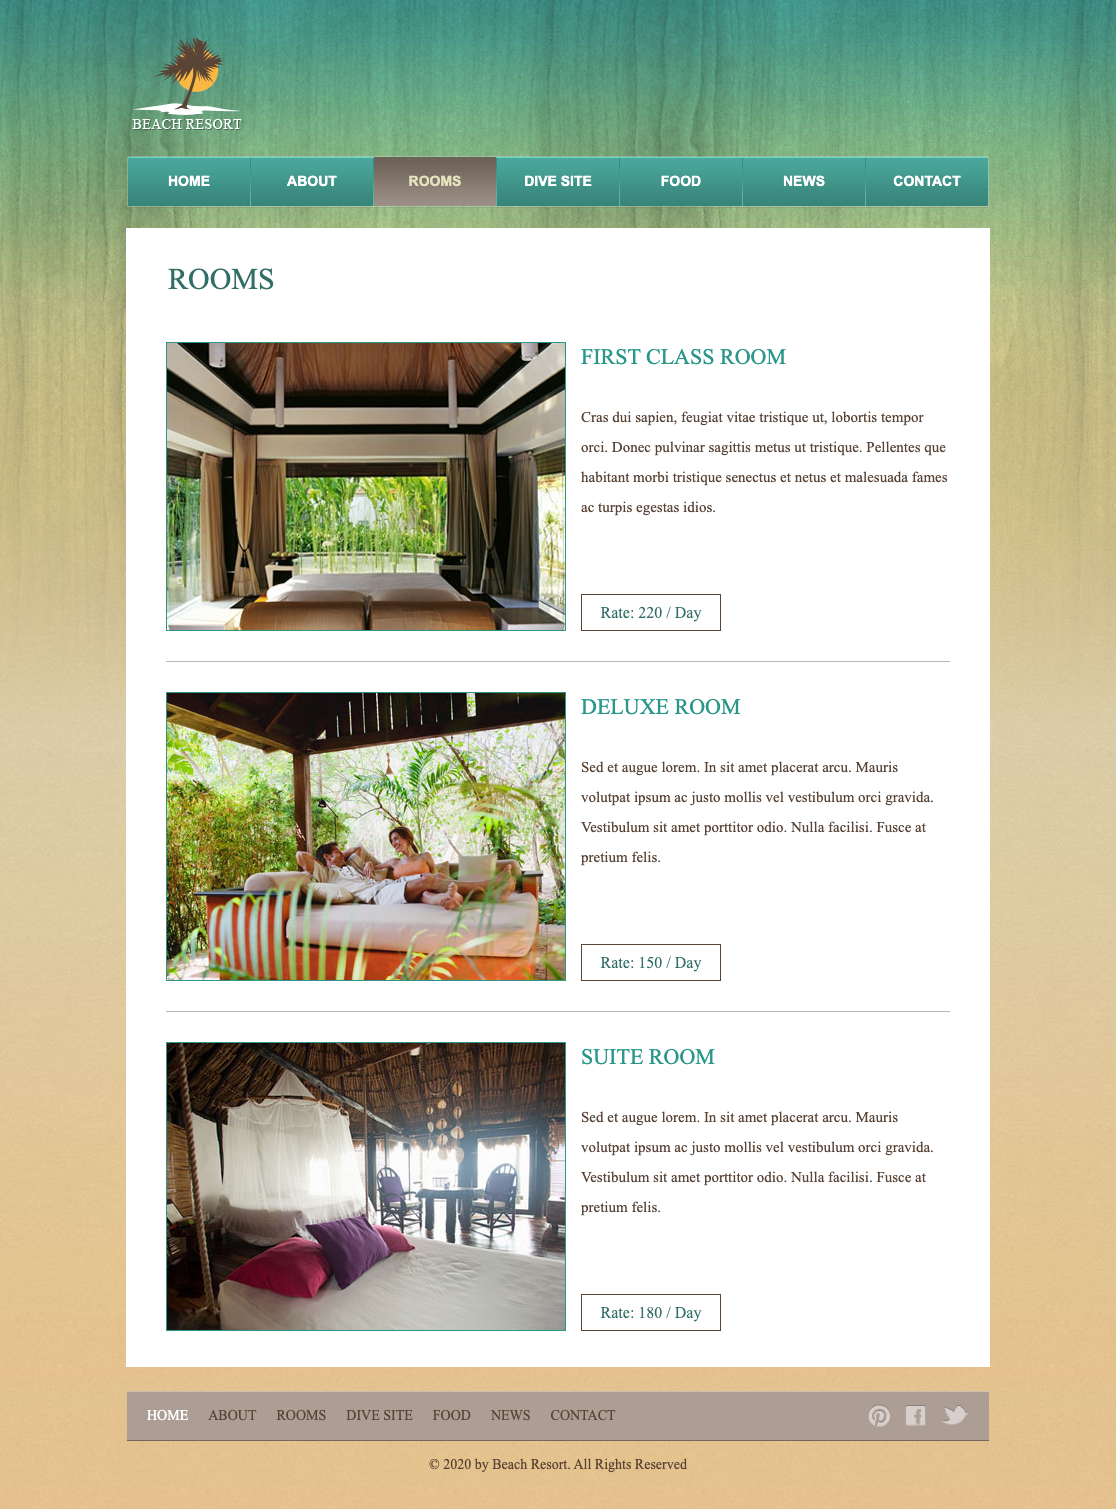 BEACH RESORT
HOME ABOUT ROOMS DIVE SITE FOOD NEWS CONTACT
ROOMS
FIRST CLASS ROOM
Cras dui sapien, feugiat vitae tristique ut, lobortis tempor
orci. Donec pulvinar sagittis metus ut tristique. Pellentes que
habitant morbi tristique senectus et netus et malesuada fames
ac turpis egestas idios.
Rate: 220 / Day
DELUXE ROOM
Sed et augue lorem. In sit amet placerat arcu. Mauris
volutpat ipsum ac justo mollis vel vestibulum orci gravida.
Vestibulum sit amet porttitor odio. Nulla facilisi. Fusce at
pretium felis.
Rate: 150 / Day
SUITE ROOM
Sed et augue lorem. In sit amet placerat arcu. Mauris
volutpat ipsum ac justo mollis vel vestibulum orci gravida.
Vestibulum sit amet porttitor odio. Nulla facilisi. Fusce at
pretium felis.
Rate: 180 / Day
HOME ABOUT ROOMS DIVE SITE FOOD NEWS CONTACT
© 2020 by Beach Resort. All Rights Reserved